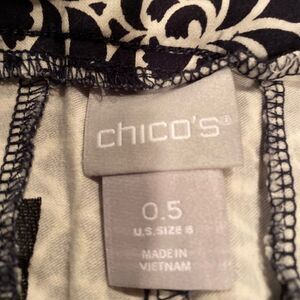 chico's®
0.5
U.S. SIZE 6
MADE IN
VIETNAM